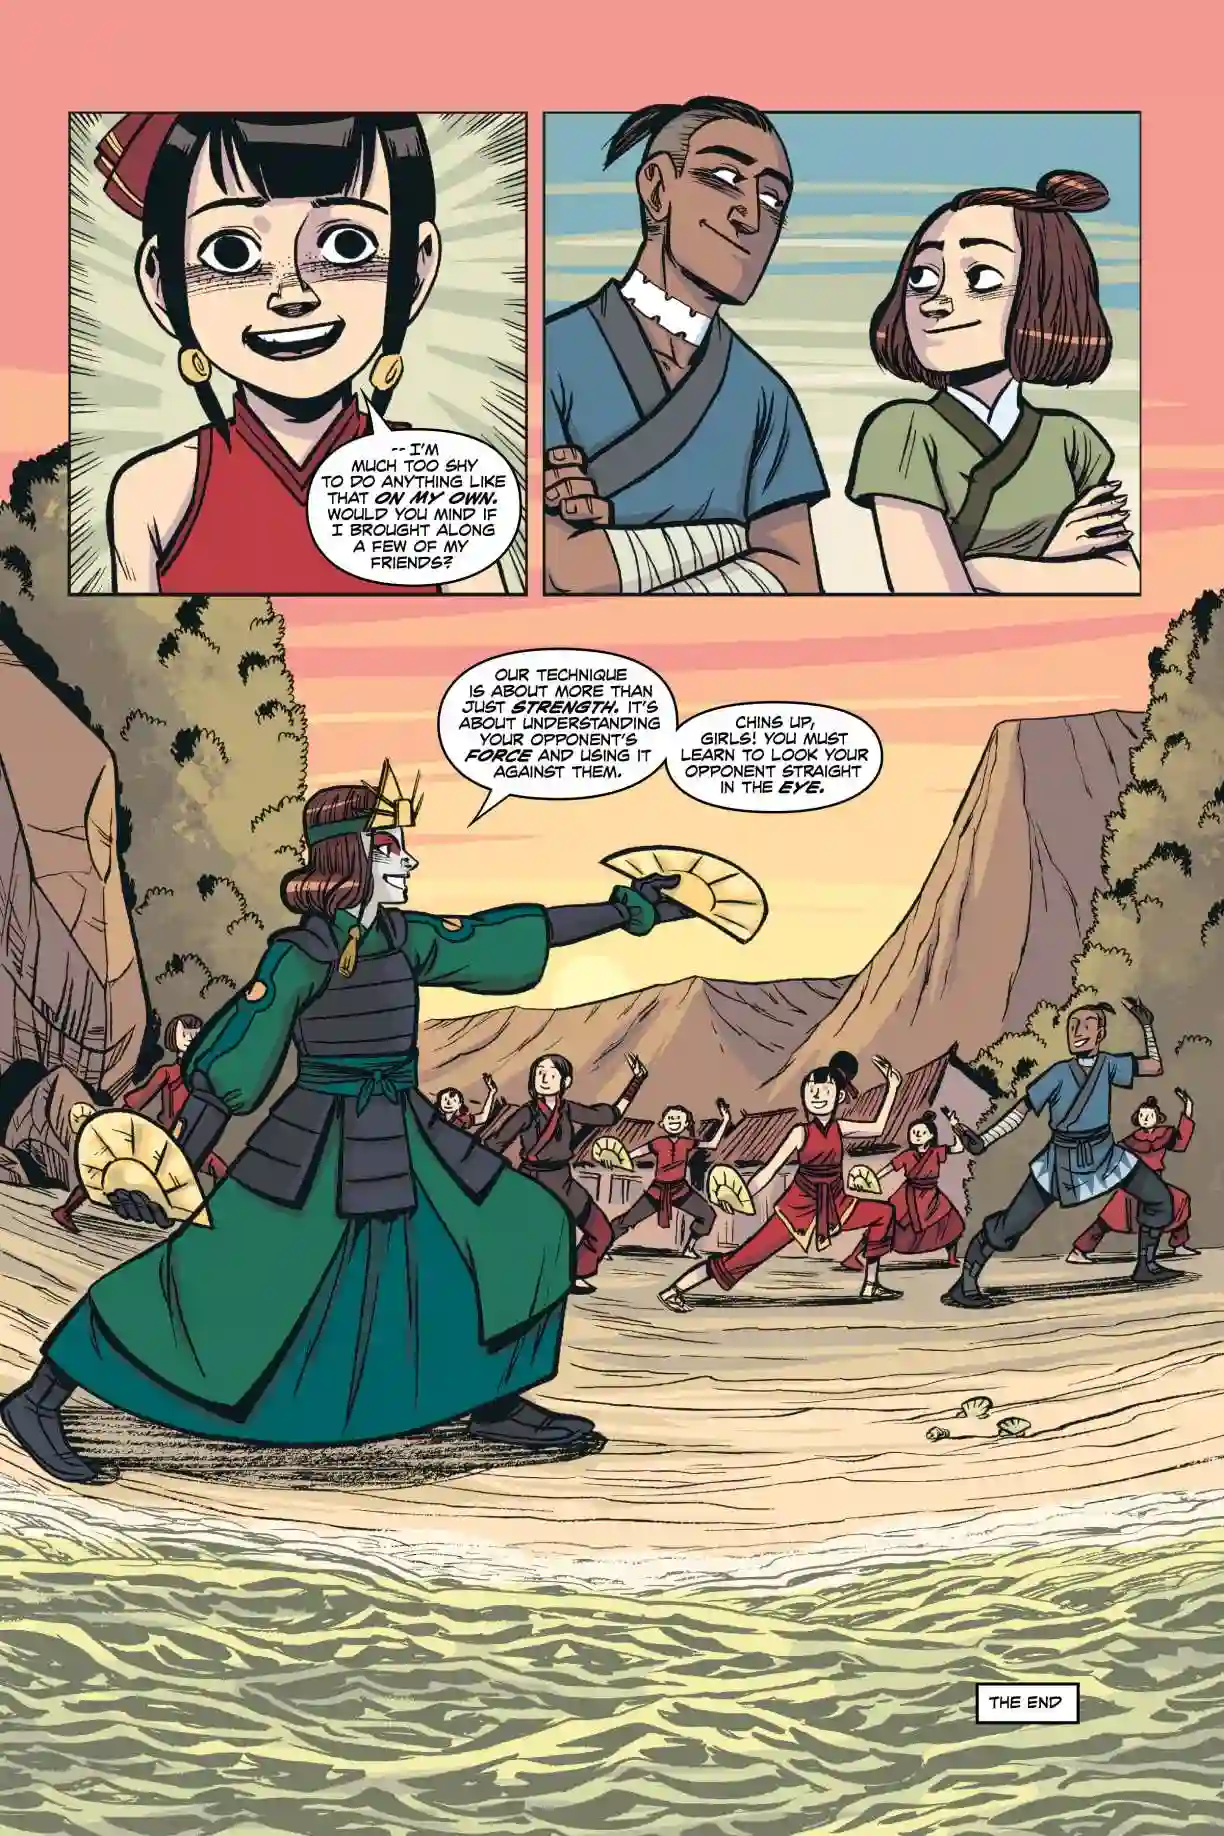 -- I'M
MUCH TOO SHY
TO DO ANYTHING LIKE
THAT ON MY OWN.
WOULD YOU MIND IF
I BROUGHT ALONG
A FEW OF MY
FRIENDS?
OUR TECHNIQUE
IS ABOUT MORE THAN
JUST STRENGTH. IT'S
ABOUT UNDERSTANDING
YOUR OPPONENT'S
FORCE AND USING IT
AGAINST THEM.
CHINS UP,
GIRLS! YOU MUST
LEARN TO LOOK YOUR
OPPONENT STRAIGHT
IN THE EYE.
THE END